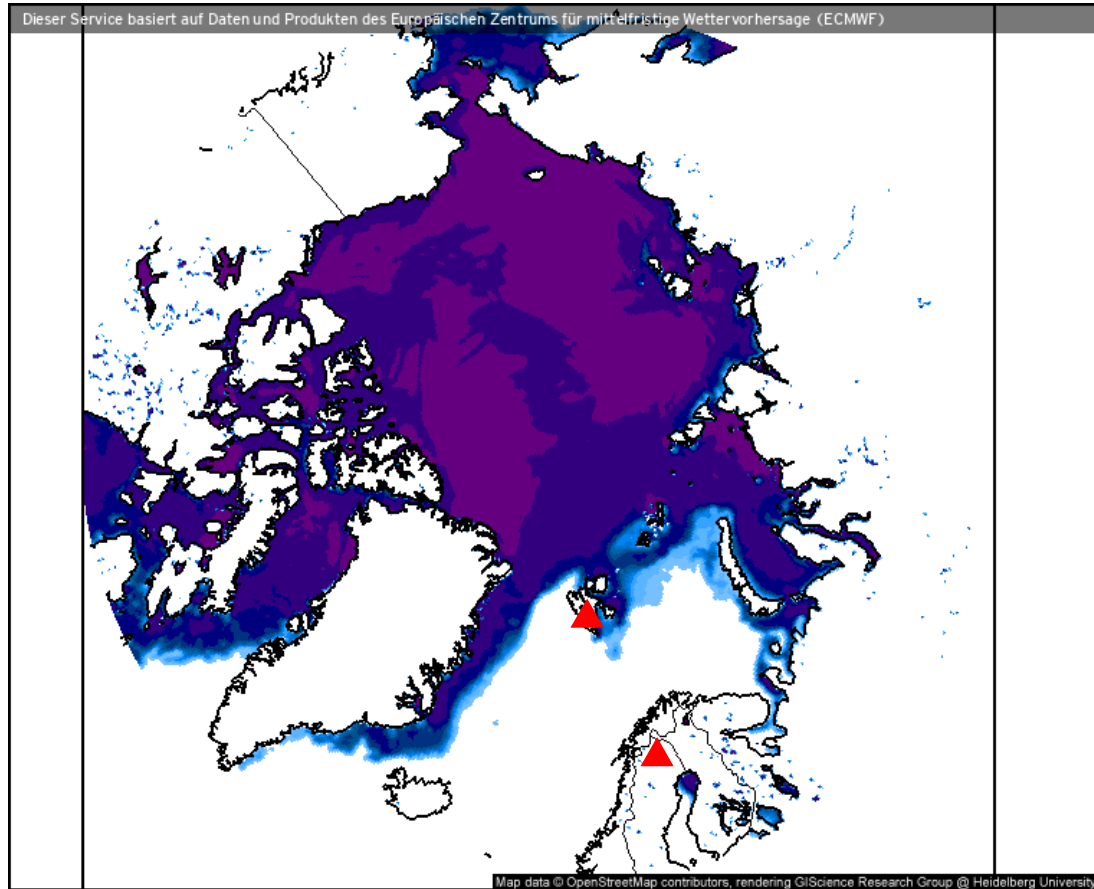 Dieser Service basiert auf Daten und Produkten des Europäischen Zentrums für mittelfristige Wettervorhersage (ECMWF)
Map data © OpenStreetMap contributors, rendering GIScience Research Group @ Heidelberg University